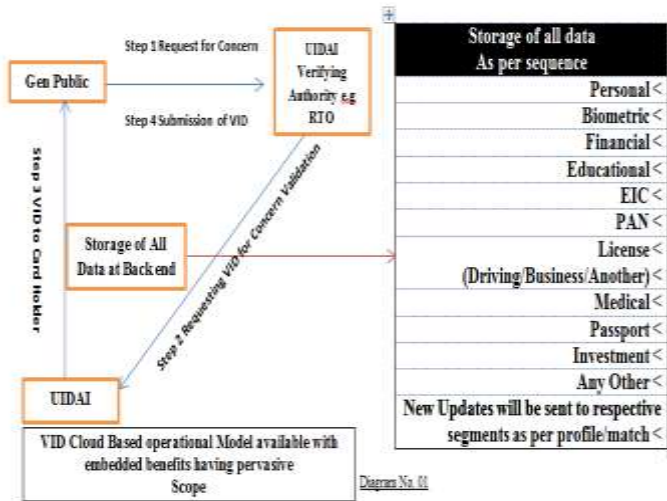 Step 1 Request for Concern
Gen Public
UIDAI
Verifying
Authority e.g
RTO
Step 4 Submission of VID
Step 3 VID to Card Holder
Step 2 Requesting VID for Concern Validation
Storage of All
Data at Backend
UIDAI
VID Cloud Based operational Model available with
embedded benefits having pervasive
Scope
Storage of all data
As per sequence
Personal <
Biometric <
Financial <
Educational <
EIC <
PAN <
License <
(Driving/Business/Another) <
Medical <
Passport <
Investment <
Any Other <
New Updates will be sent to respective
segments as per profile/match <
Diagram No. 01